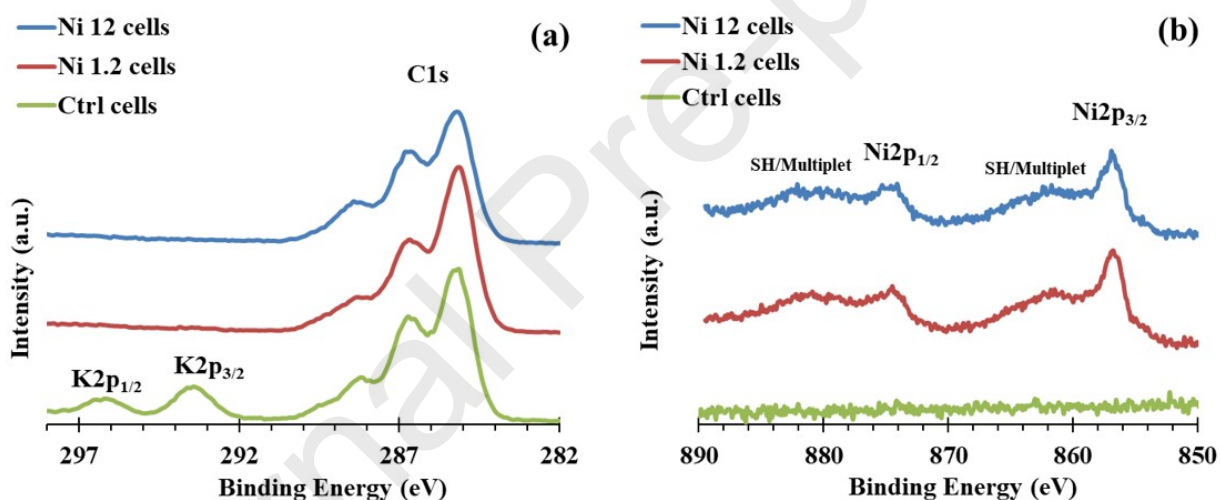 Ni 12 cells
Ni 1.2 cells
Ctrl cells
(a)
C1s
K2p1/2
K2p3/2
Intensity (a.u.)
297 292 287 282
Binding Energy (eV)
Ni 12 cells
Ni 1.2 cells
Ctrl cells
(b)
Ni2p3/2
SH/Multiplet
Ni2p1/2
SH/Multiplet
Intensity (a.u.)
890 880 870 860 850
Binding Energy (eV)